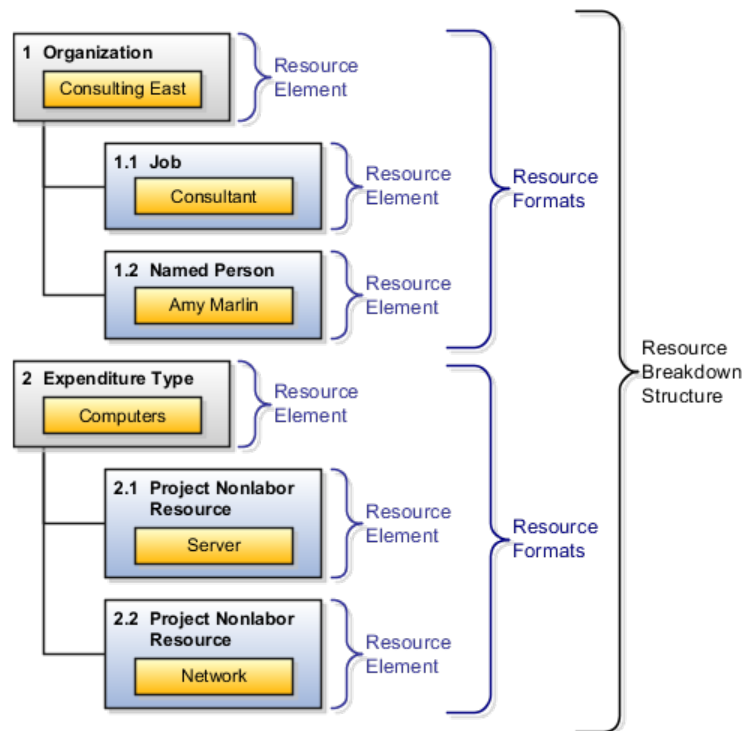 1 Organization
Consulting East
Resource
Element
1.1 Job
Consultant
Resource
Element
1.2 Named Person
Amy Marlin
Resource
Element
Resource
Formats
2 Expenditure Type
Computers
Resource
Element
2.1 Project Nonlabor
Resource
Server
Resource
Element
2.2 Project Nonlabor
Resource
Network
Resource
Element
Resource
Formats
Resource
Breakdown
Structure